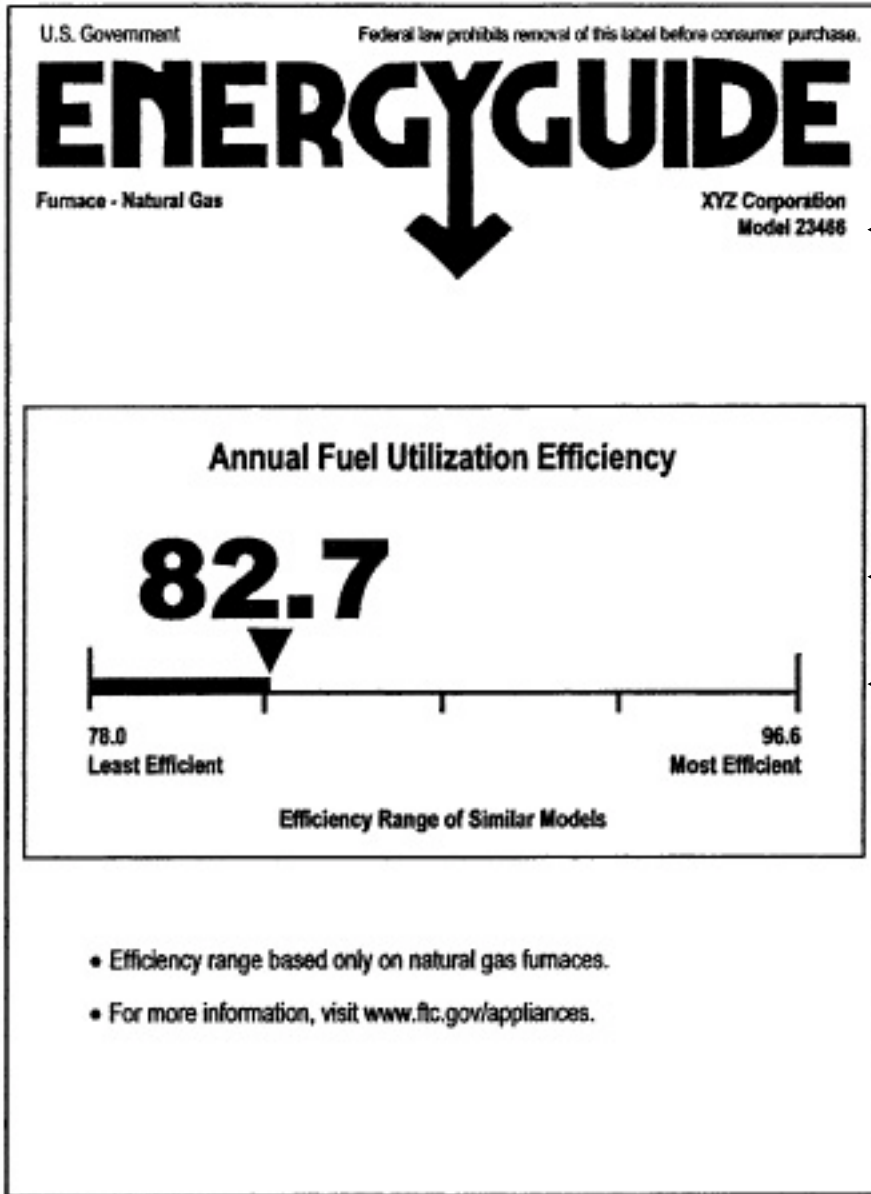 U.S. Government Federal law prohibits removal of this label before consumer purchase.
ENERGYGUIDE
Furnace - Natural Gas XYZ Corporation
Model 23466
Annual Fuel Utilization Efficiency
82.7
78.0 96.6
Least Efficient Most Efficient
Efficiency Range of Similar Models
• Efficiency range based only on natural gas furnaces.
• For more information, visit www.ftc.gov/appliances.